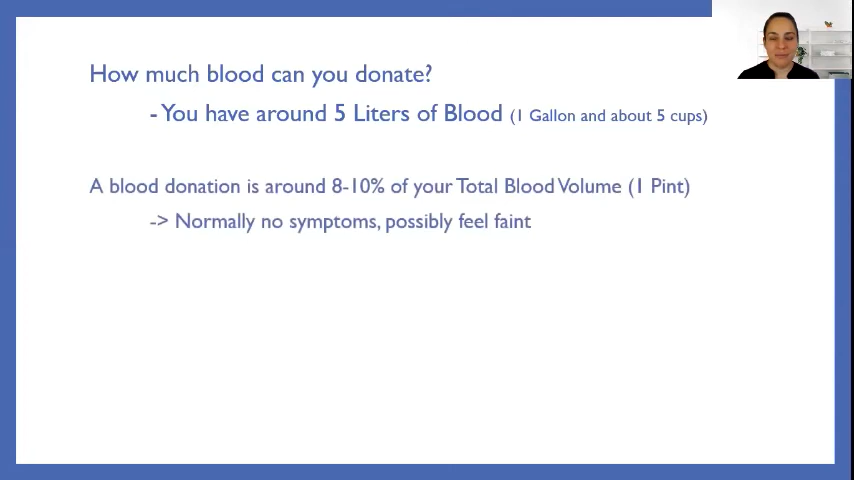 How much blood can you donate?
- You have around 5 Liters of Blood (1 Gallon and about 5 cups)
A blood donation is around 8-10% of your Total Blood Volume (1 Pint)
-> Normally no symptoms, possibly feel faint